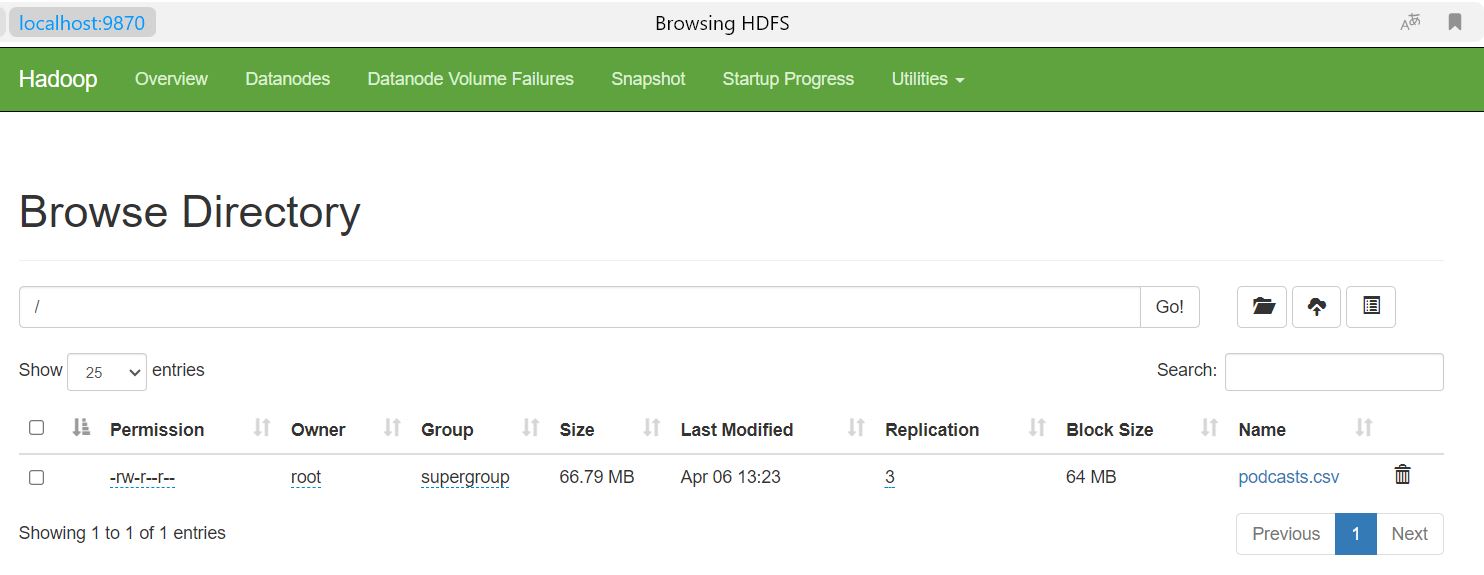 localhost:9870 Browsing HDFS
Hadoop Overview Datanodes Datanode Volume Failures Snapshot Startup Progress Utilities
Browse Directory
/ Go!
Show 25 entries Search:
Permission Owner Group Size Last Modified Replication Block Size Name
-rw-r--r-- root supergroup 66.79 MB Apr 06 13:23 3 64 MB podcasts.csv
Showing 1 to 1 of 1 entries Previous 1 Next